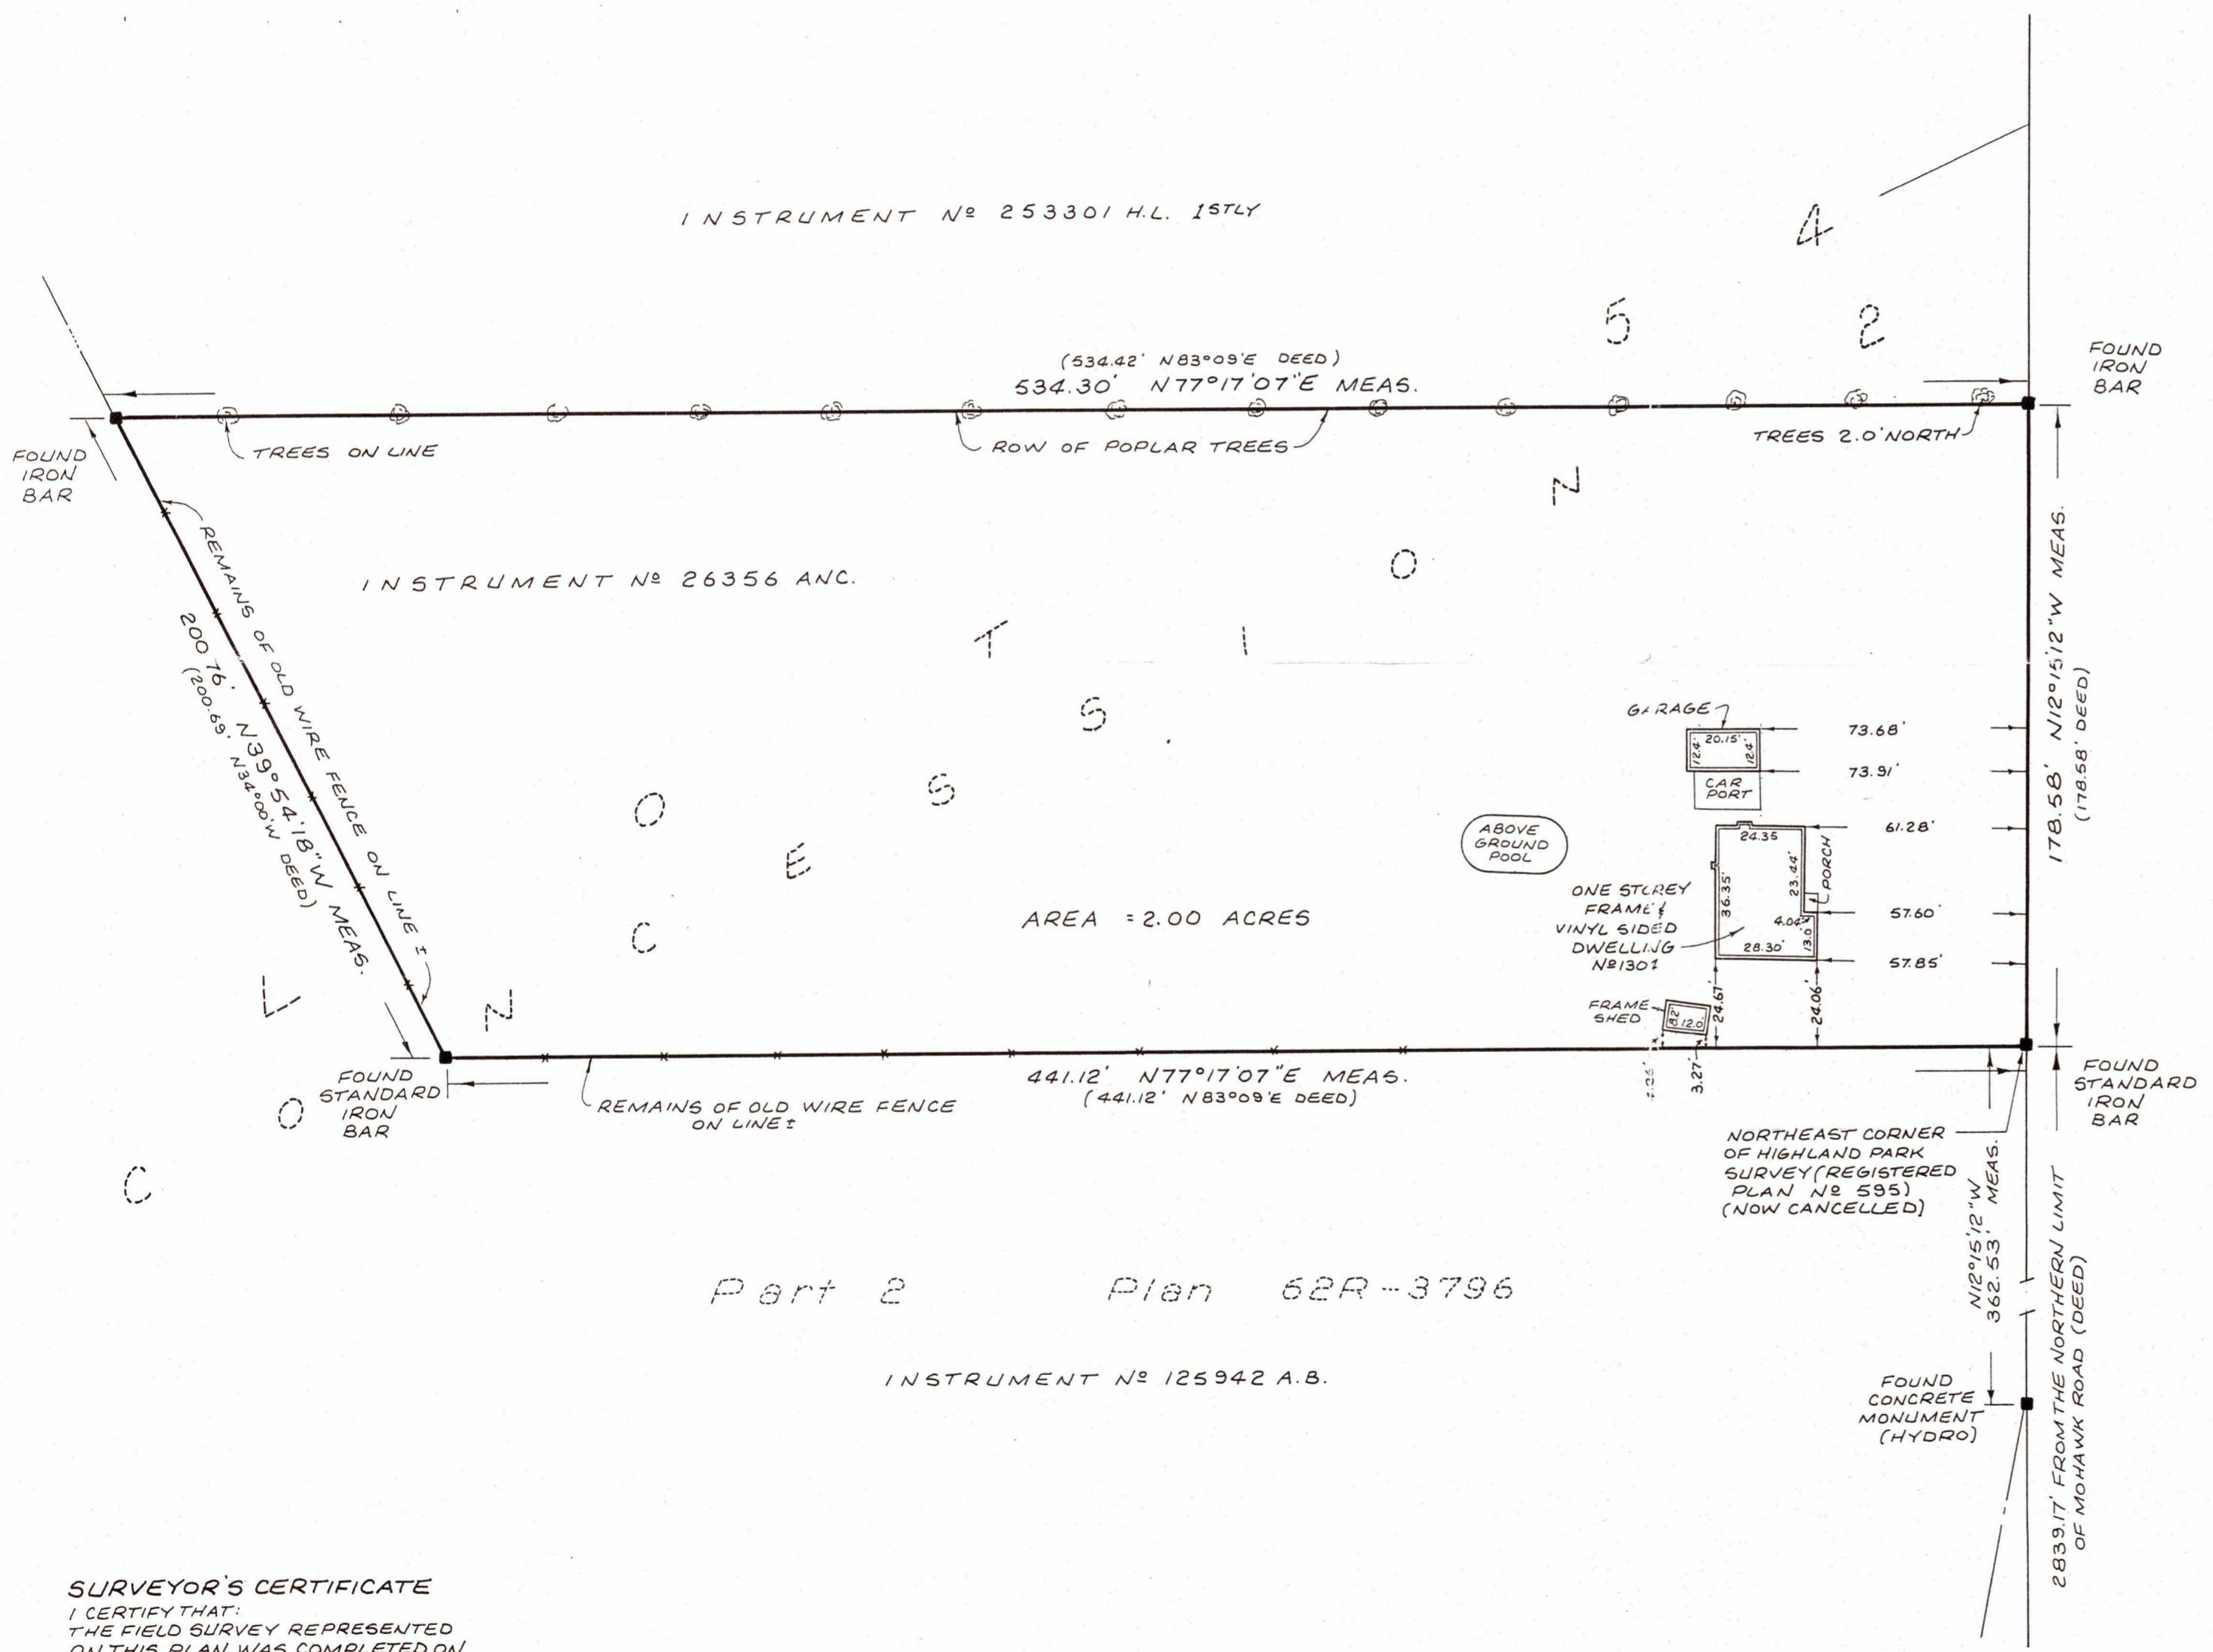 INSTRUMENT Nº 253301 H.L. 1STLY
4
5 2
(534.42' N83°09'E DEED)
534.30' N77°17'07"E MEAS.
FOUND
IRON
BAR
TREES ON LINE
ROW OF POPLAR TREES
TREES 2.0' NORTH
FOUND
IRON
BAR
REMAINS OF OLD WIRE FENCE ON LINE ±
200.76' N39°54'18"W MEAS.
(200.69' N34°00'W DEED)
INSTRUMENT Nº 26356 ANC.
178.58' N12°15'12"W MEAS.
(178.58' DEED)
CONCESSION
LOT
GARAGE
20.15'
12.4'
12.4'
73.68'
73.91'
CAR
PORT
ABOVE
GROUND
POOL
24.35
61.28'
36.35'
23.44'
PORCH
57.60'
4.04'
13.0'
28.30'
57.85'
ONE STOREY
FRAME &
VINYL SIDED
DWELLING
Nº1301
AREA = 2.00 ACRES
FRAME
SHED
8.2'
12.0'
24.67'
24.06'
3.27'
FOUND
STANDARD
IRON
BAR
441.12' N77°17'07"E MEAS.
(441.12' N83°09'E DEED)
REMAINS OF OLD WIRE FENCE
ON LINE±
FOUND
STANDARD
IRON
BAR
NORTHEAST CORNER
OF HIGHLAND PARK
SURVEY (REGISTERED
PLAN Nº 595)
(NOW CANCELLED)
N12°15'12"W
362.53' MEAS.
2839.17' FROM THE NORTHERN LIMIT
OF MOHAWK ROAD (DEED)
Part 2 Plan 62R-3796
INSTRUMENT Nº 125942 A.B.
FOUND
CONCRETE
MONUMENT
(HYDRO)
SURVEYOR'S CERTIFICATE
I CERTIFY THAT:
THE FIELD SURVEY REPRESENTED
ON THIS PLAN WAS COMPLETED ON